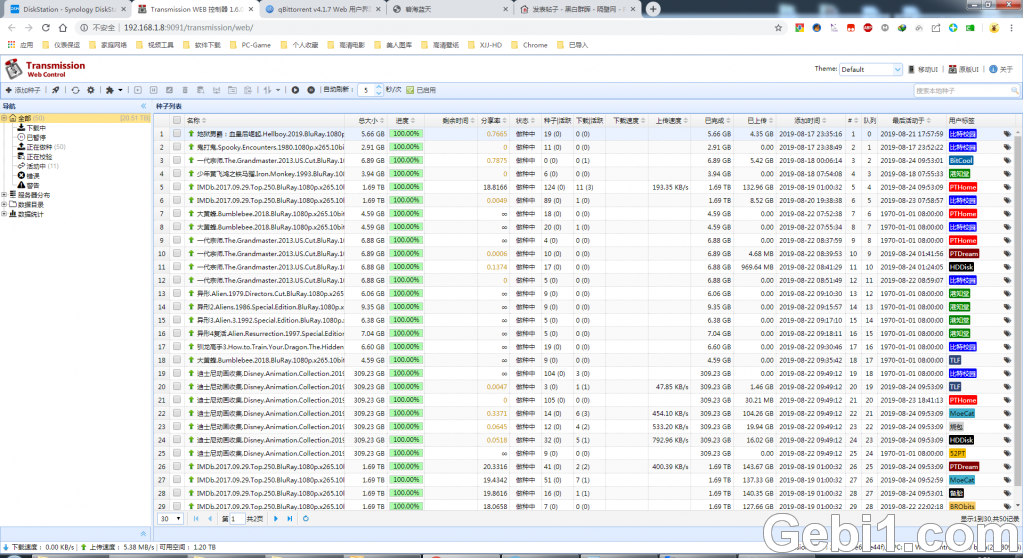 DiskStation - Synology DiskSt
Transmission WEB 控制器 1.6.
qBittorrent v4.1.7 Web 用户界
碧海蓝天
发表帖子 - 黑白群晖 - 隔壁网 -
不安全 | 192.168.1.8:9091/transmission/web/
应用 仪课保运 家庭网络 视频工具 软件下载 PC-Game 个人收藏 高清电影 美人图库 高清壁纸 XJJ-HD Chrome 已导入
Transmission
Web Control
Theme: Default 移动UI 原版UI 关于
添加种子 自动刷新: 5 秒/次 已启用 搜索本地种子
导航
种子列表
全部 (50) [20.51 TB]
下载中
已暂停
正在做种 (50)
正在校验
活动中 (11)
错误
警告
服务器分布
数据目录
数据统计
名称 总大小 进度 剩余时间 分享率 状态 种子|活跃 下载|活跃 下载速度 上传速度 已完成 已上传 添加时间 # 队列 最后活动于 用户标签
1 地狱男爵：血皇后崛起.Hellboy.2019.BluRay.1080p 5.66 GB 100.00% 0.7665 做种中 19 (0) 0 (0) 5.66 GB 4.35 GB 2019-08-17 23:35:16 1 0 2019-08-21 17:57:59 比特校园
2 鬼打鬼.Spooky.Encounters.1980.1080p.x265.10 2.91 GB 100.00% 0 做种中 11 (0) 0 (0) 2.91 GB 0.00 2019-08-17 23:38:49 2 1 2019-08-17 23:52:22 比特校园
3 一代宗师.The.Grandmaster.2013.US.Cut.BluRay.1 6.89 GB 100.00% 0.7875 做种中 0 (0) 0 (0) 6.89 GB 5.42 GB 2019-08-18 00:06:14 3 2 2019-08-24 09:53:01 BitCool
4 少年黄飞鸿之铁马骝.Iron.Monkey.1993.BluRay.1 3.94 GB 100.00% 0 做种中 6 (0) 0 (0) 3.94 GB 0.00 2019-08-18 07:54:08 4 3 2019-08-18 07:55:33
5 IMDb.2017.09.29.Top.250.BluRay.1080p.x265.10 1.69 TB 100.00% 18.8166 做种中 124 (0) 11 (3) 193.35 KB/s 1.69 TB 132.96 GB 2019-08-19 01:00:32 5 4 2019-08-24 09:53:09 PTHome
6 IMDb.2017.09.29.Top.250.BluRay.1080p.x265.10 1.69 TB 100.00% 0.0049 做种中 89 (0) 1 (0) 1.69 TB 8.52 GB 2019-08-20 19:38:38 6 5 2019-08-23 07:58:57 比特校园
7 大黄蜂.Bumblebee.2018.BluRay.1080p.x265.10bit 4.59 GB 100.00% ∞ 做种中 17 (0) 0 (0) 4.59 GB 0.00 2019-08-22 07:52:38 7 6 1970-01-01 08:00:00 PTHome
8 大黄蜂.Bumblebee.2018.BluRay.1080p.x265.10bit 4.59 GB 100.00% ∞ 做种中 20 (0) 1 (0) 4.59 GB 0.00 2019-08-22 07:55:34 8 7 1970-01-01 08:00:00 比特校园
9 一代宗师.The.Grandmaster.2013.US.Cut.BluRay.1 6.88 GB 100.00% ∞ 做种中 4 (0) 0 (0) 6.88 GB 0.00 2019-08-22 08:37:59 9 8 1970-01-01 08:00:00 PTHome
10 一代宗师.The.Grandmaster.2013.US.Cut.BluRay.1 6.89 GB 100.00% 0.0006 做种中 10 (0) 0 (0) 6.89 GB 4.68 MB 2019-08-22 08:39:53 10 9 2019-08-24 01:41:56 PTDream
11 一代宗师.The.Grandmaster.2013.US.Cut.BluRay.1 6.88 GB 100.00% 0.1374 做种中 17 (0) 0 (0) 6.88 GB 969.64 MB 2019-08-22 08:41:29 11 10 2019-08-24 01:24:05 HDDisk
12 一代宗师.The.Grandmaster.2013.US.Cut.BluRay.1 6.88 GB 100.00% 0 做种中 5 (0) 0 (0) 6.88 GB 0.00 2019-08-22 08:51:49 12 11 2019-08-22 08:59:07 比特校园
13 异形.Alien.1979.Directors.Cut.BluRay.1080p.x265 6.01 GB 100.00% ∞ 做种中 6 (0) 0 (0) 6.01 GB 0.00 2019-08-22 09:10:30 13 12 1970-01-01 08:00:00
14 异形2.Aliens.1986.Special.Edition.BluRay.1080p.x 9.35 GB 100.00% ∞ 做种中 6 (0) 0 (0) 9.35 GB 0.00 2019-08-22 09:15:57 14 13 1970-01-01 08:00:00
15 异形3.Alien.3.1992.Special.Edition.BluRay.1080p. 6.38 GB 100.00% ∞ 做种中 6 (0) 0 (0) 6.38 GB 0.00 2019-08-22 09:17:10 15 14 1970-01-01 08:00:00
16 异形4复活.Alien.Resurrection.1997.Special.Edition 7.04 GB 100.00% ∞ 做种中 6 (0) 0 (0) 7.04 GB 0.00 2019-08-22 09:18:11 16 15 1970-01-01 08:00:00
17 驯龙高手3.How.to.Train.Your.Dragon.The.Hidden 6.60 GB 100.00% ∞ 做种中 19 (0) 0 (0) 6.60 GB 0.00 2019-08-22 09:30:46 17 16 1970-01-01 08:00:00 比特校园
18 大黄蜂.Bumblebee.2018.BluRay.1080p.x265.10bit 4.59 GB 100.00% ∞ 做种中 9 (0) 0 (0) 4.59 GB 0.00 2019-08-22 09:35:42 18 17 1970-01-01 08:00:00 TLF
19 迪士尼动画收集.Disney.Animation.Collection.2019 309.23 GB 100.00% ∞ 做种中 104 (0) 3 (0) 309.23 GB 0.00 2019-08-22 09:49:12 19 18 1970-01-01 08:00:00 比特校园
20 迪士尼动画收集.Disney.Animation.Collection.2019 309.23 GB 100.00% 0.0047 做种中 3 (0) 1 (1) 47.85 KB/s 309.23 GB 1.46 GB 2019-08-22 09:49:12 20 19 2019-08-24 09:53:09 TLF
21 迪士尼动画收集.Disney.Animation.Collection.2019 309.23 GB 100.00% 0 做种中 105 (0) 0 (0) 309.23 GB 30.21 MB 2019-08-22 09:49:12 21 20 2019-08-23 18:41:13 PTHome
22 迪士尼动画收集.Disney.Animation.Collection.2019 309.23 GB 100.00% 0.3371 做种中 14 (0) 6 (3) 454.10 KB/s 309.23 GB 104.26 GB 2019-08-22 09:49:12 22 21 2019-08-24 09:53:09 MoeCat
23 迪士尼动画收集.Disney.Animation.Collection.2019 309.23 GB 100.00% 0.0645 做种中 12 (0) 4 (2) 533.20 KB/s 309.23 GB 19.94 GB 2019-08-22 09:49:12 23 22 2019-08-24 09:53:09
24 迪士尼动画收集.Disney.Animation.Collection.2019 309.23 GB 100.00% 0.0518 做种中 32 (0) 5 (1) 792.96 KB/s 309.23 GB 16.02 GB 2019-08-22 09:49:12 24 23 2019-08-24 09:53:09 HDDisk
25 迪士尼动画收集.Disney.Animation.Collection.2019 309.23 GB 100.00% ∞ 做种中 9 (0) 0 (0) 309.23 GB 0.00 2019-08-22 09:49:12 25 24 1970-01-01 08:00:00 52PT
26 IMDb.2017.09.29.Top.250.BluRay.1080p.x265.10 1.69 TB 100.00% 20.3316 做种中 41 (0) 2 (2) 400.39 KB/s 1.69 TB 143.67 GB 2019-08-19 01:00:32 26 25 2019-08-24 09:53:09 PTDream
27 IMDb.2017.09.29.Top.250.BluRay.1080p.x265.10 1.69 TB 100.00% 19.4342 做种中 51 (0) 7 (1) 1.69 TB 137.33 GB 2019-08-19 01:00:32 27 26 2019-08-24 09:53:09 MoeCat
28 IMDb.2017.09.29.Top.250.BluRay.1080p.x265.10 1.69 TB 100.00% 19.8616 做种中 16 (0) 1 (0) 1.69 TB 140.35 GB 2019-08-19 01:00:32 28 27 2019-08-24 09:53:01
29 IMDb.2017.09.29.Top.250.BluRay.1080p.x265.10 1.69 TB 100.00% 18.0658 做种中 7 (0) 0 (0) 1.69 TB 127.66 GB 2019-08-19 01:00:32 29 28 2019-08-22 22:02:18 BRObits
30 第 1 共2页 显示1到30,共50记录
下载速度: 0.00 KB/s 上传速度: 5.38 MB/s 可用空间: 1.20 TB
Gebi1.com